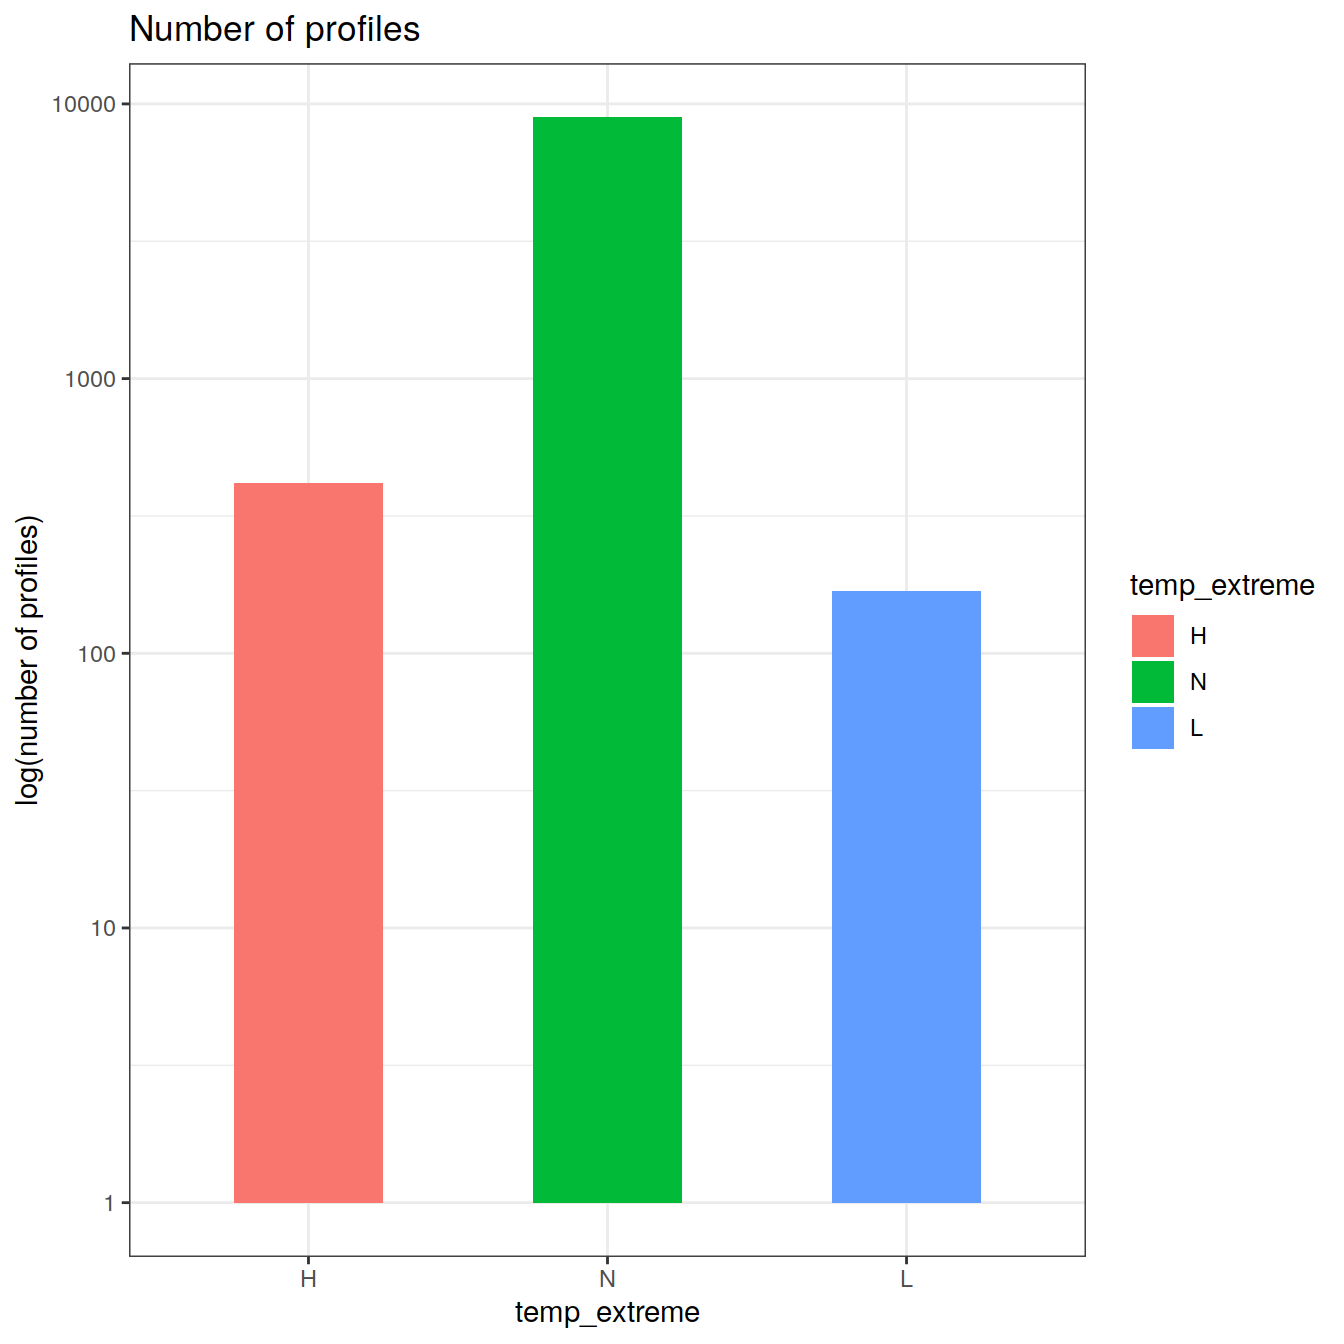 Number of profiles
10000
1000
100
10
1
log(number of profiles)
H
N
L
temp_extreme
temp_extreme
H
N
L